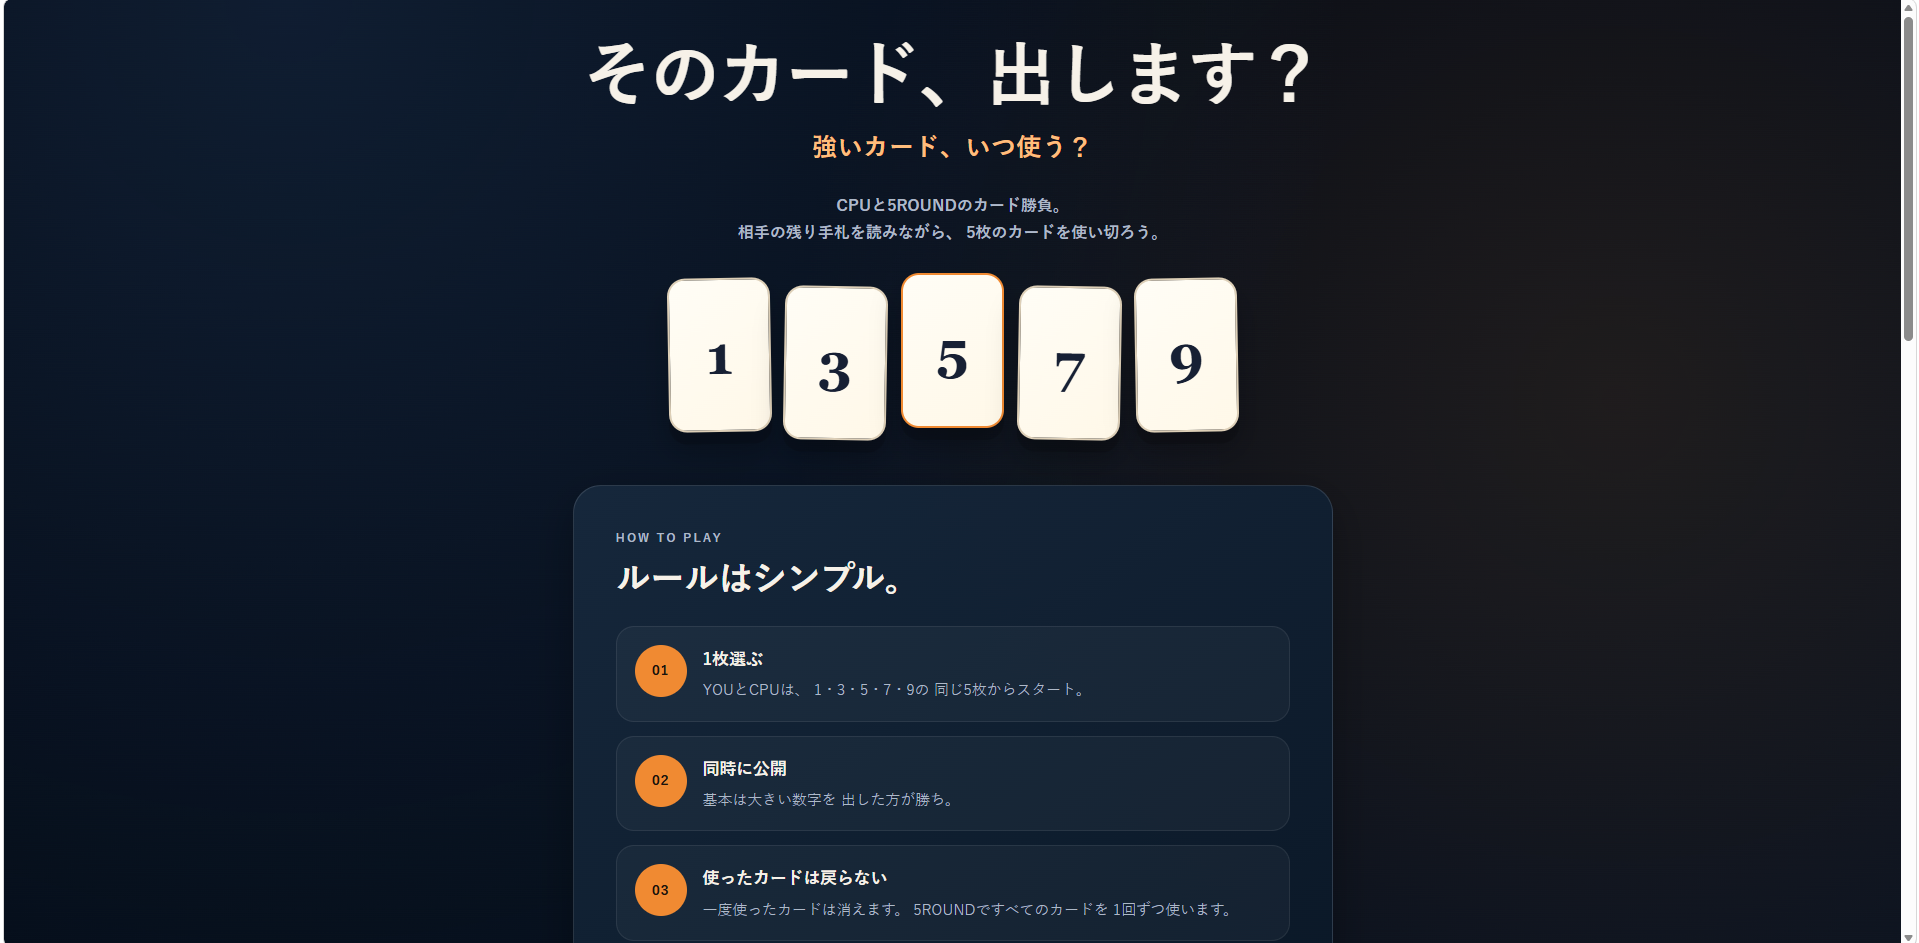 そのカード、出します？
強いカード、いつ使う？
CPUと5ROUNDのカード勝負。
相手の残り手札を読みながら、 5枚のカードを使い切ろう。
1 3 5 7 9
HOW TO PLAY
ルールはシンプル。
01
1枚選ぶ
YOUとCPUは、 1・3・5・7・9の 同じ5枚からスタート。
02
同時に公開
基本は大きい数字を 出した方が勝ち。
03
使ったカードは戻らない
一度使ったカードは消えます。 5ROUNDですべてのカードを 1回ずつ使います。